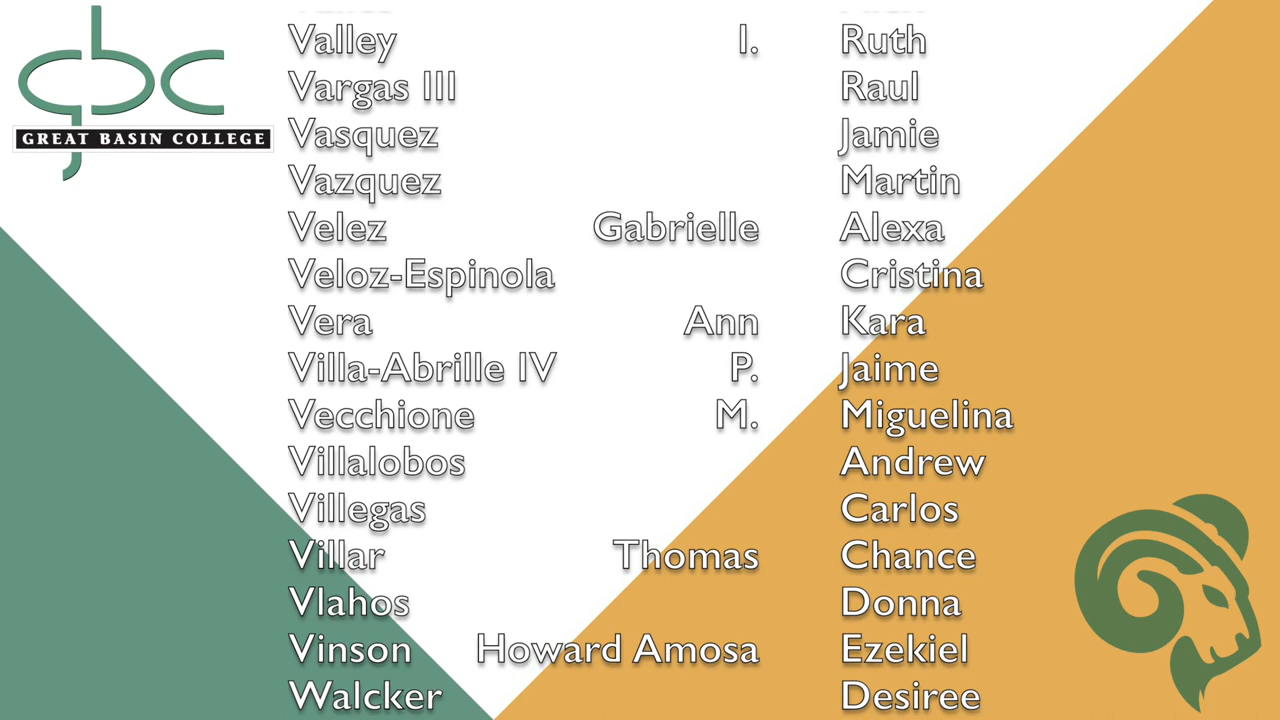 gbc
GREAT BASIN COLLEGE
Valley I. Ruth
Vargas III Raul
Vasquez Jamie
Vazquez Martin
Velez Gabrielle Alexa
Veloz-Espinola Cristina
Vera Ann Kara
Villa-Abrille IV P. Jaime
Vecchione M. Miguelina
Villalobos Andrew
Villegas Carlos
Villar Thomas Chance
Vlahos Donna
Vinson Howard Amosa Ezekiel
Walcker Desiree